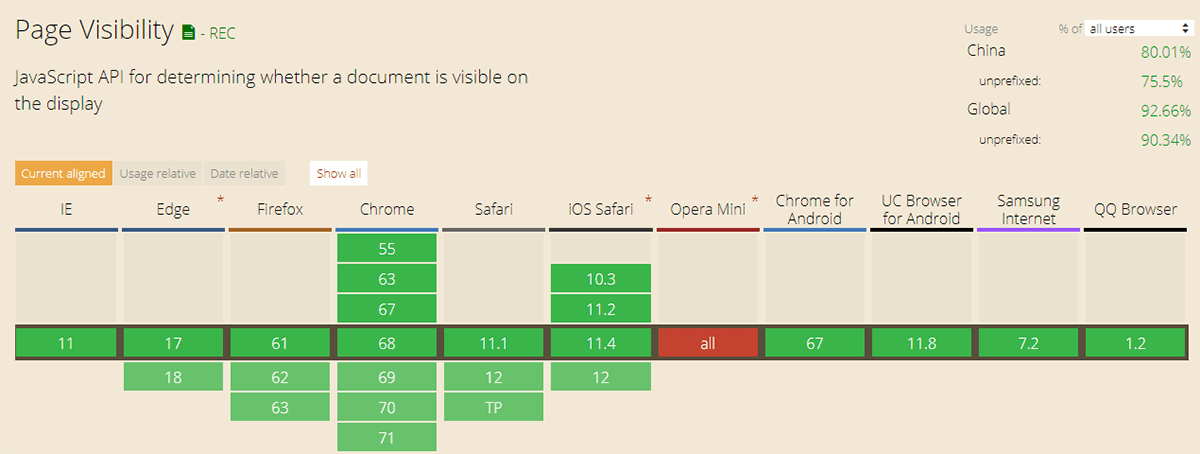 Page Visibility - REC
Usage % of all users
China 80.01%
unprefixed: 75.5%
Global 92.66%
unprefixed: 90.34%
JavaScript API for determining whether a document is visible on
the display
Current aligned Usage relative Date relative Show all
IE Edge * Firefox Chrome Safari iOS Safari * Opera Mini * Chrome for Android UC Browser for Android Samsung Internet QQ Browser
55
63 10.3
67 11.2
11 17 61 68 11.1 11.4 all 67 11.8 7.2 1.2
18 62 69 12 12
63 70 TP
71